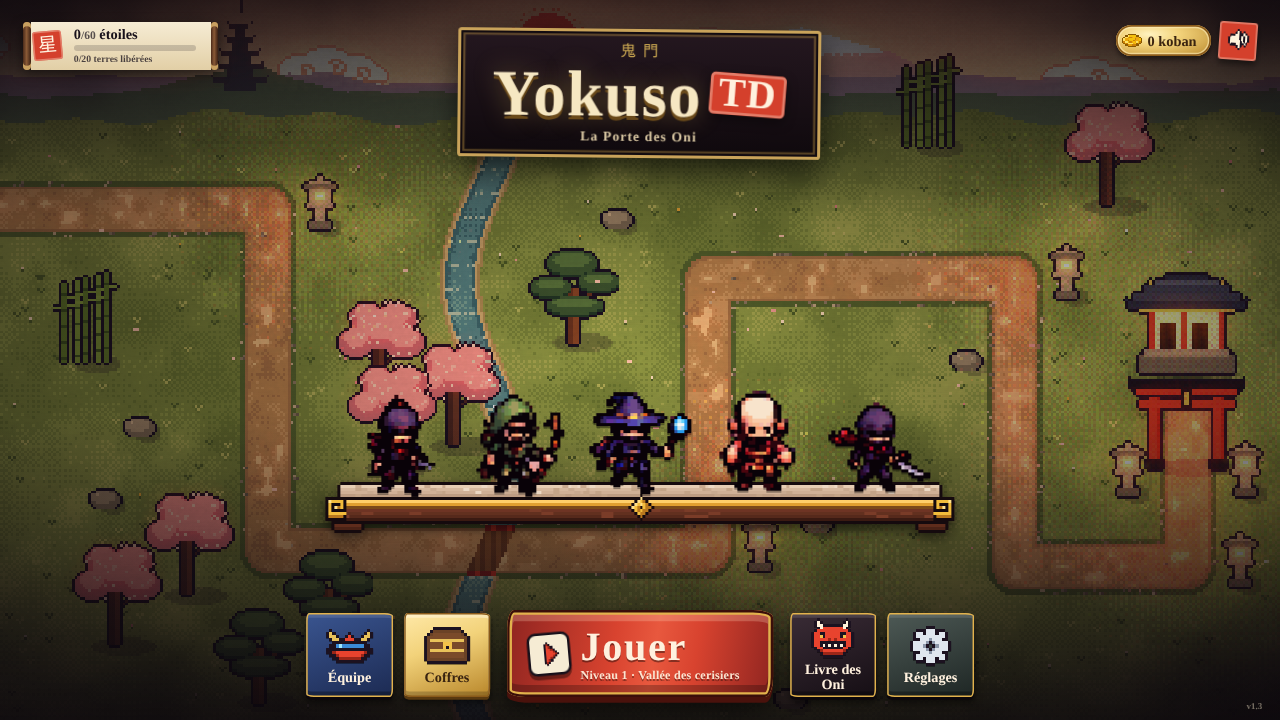 星
0/60 étoiles
0/20 terres libérées
鬼門
Yokuso TD
La Porte des Oni
0 koban
Équipe
Coffres
Jouer
Niveau 1 · Vallée des cerisiers
Livre des
Oni
Réglages
v1.3